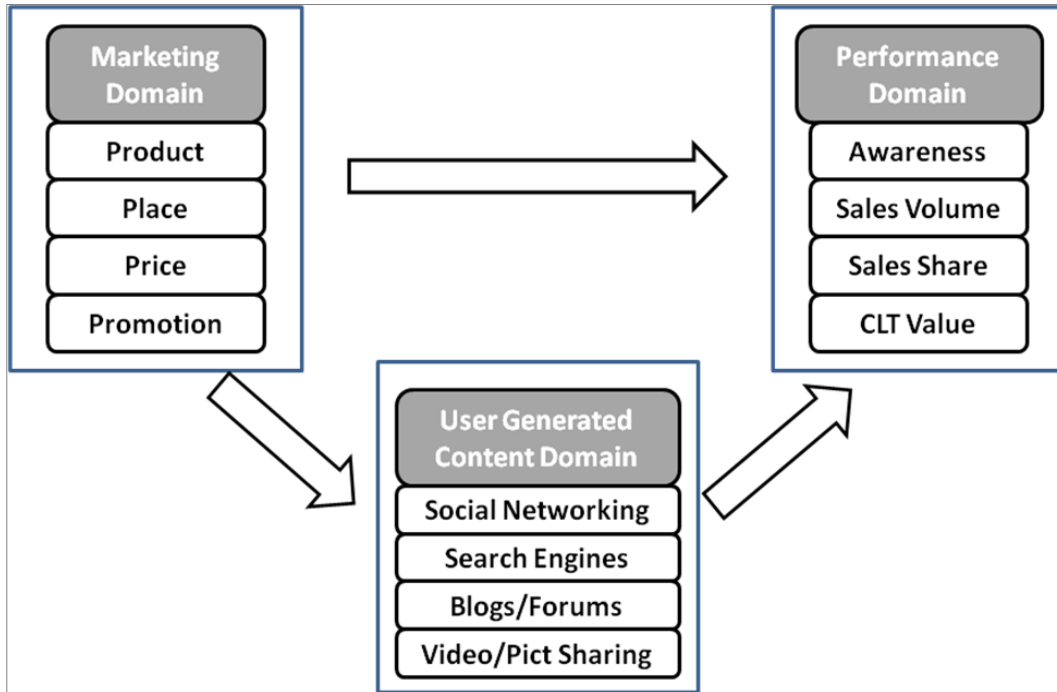 Marketing
Domain
Product
Place
Price
Promotion
Performance
Domain
Awareness
Sales Volume
Sales Share
CLT Value
User Generated
Content Domain
Social Networking
Search Engines
Blogs/Forums
Video/Pict Sharing